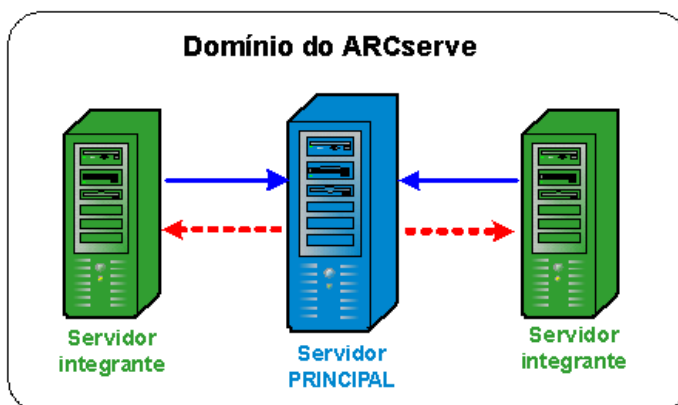 Domínio do ARCserve
Servidor
integrante
Servidor
PRINCIPAL
Servidor
integrante